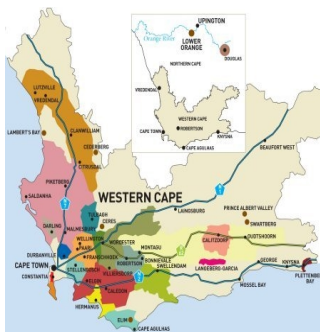 UPINGTON
Orange River
LOWER
ORANGE
DOUGLAS
NORTHERN CAPE
VREDENDAL
WESTERN CAPE
ROBERTSON
CAPE TOWN
KNYSNA
CAPE AGULHAS
LUTZVILLE
VREDENDAL
LAMBERT'S BAY
CLANWILLIAM
CEDERBERG
CITRUSDAL
BEAUFORT WEST
PIKETBERG
SALDANHA
WESTERN CAPE
TULBAGH
CERES
LAINGSBURG
PRINCE ALBERT VALLEY
SWARTBERG
DARLING
MALMESBURY
WELLINGTON
PAARL
WORCESTER
MONTAGU
CALITZDORP
OUDTSHOORN
DURBANVILLE
FRANSCHHOEK
ROBERTSON
BONNIEVALE
CAPE TOWN
STELLENBOSCH
VILLIERSDORP
SWELLENDAM
LANGEBERG-GARCIA
GEORGE
KNYSNA
PLETTENBERG
BAY
CONSTANTIA
ELGIN
CALEDON
MOSSEL BAY
HERMANUS
ELIM
CAPE AGULHAS